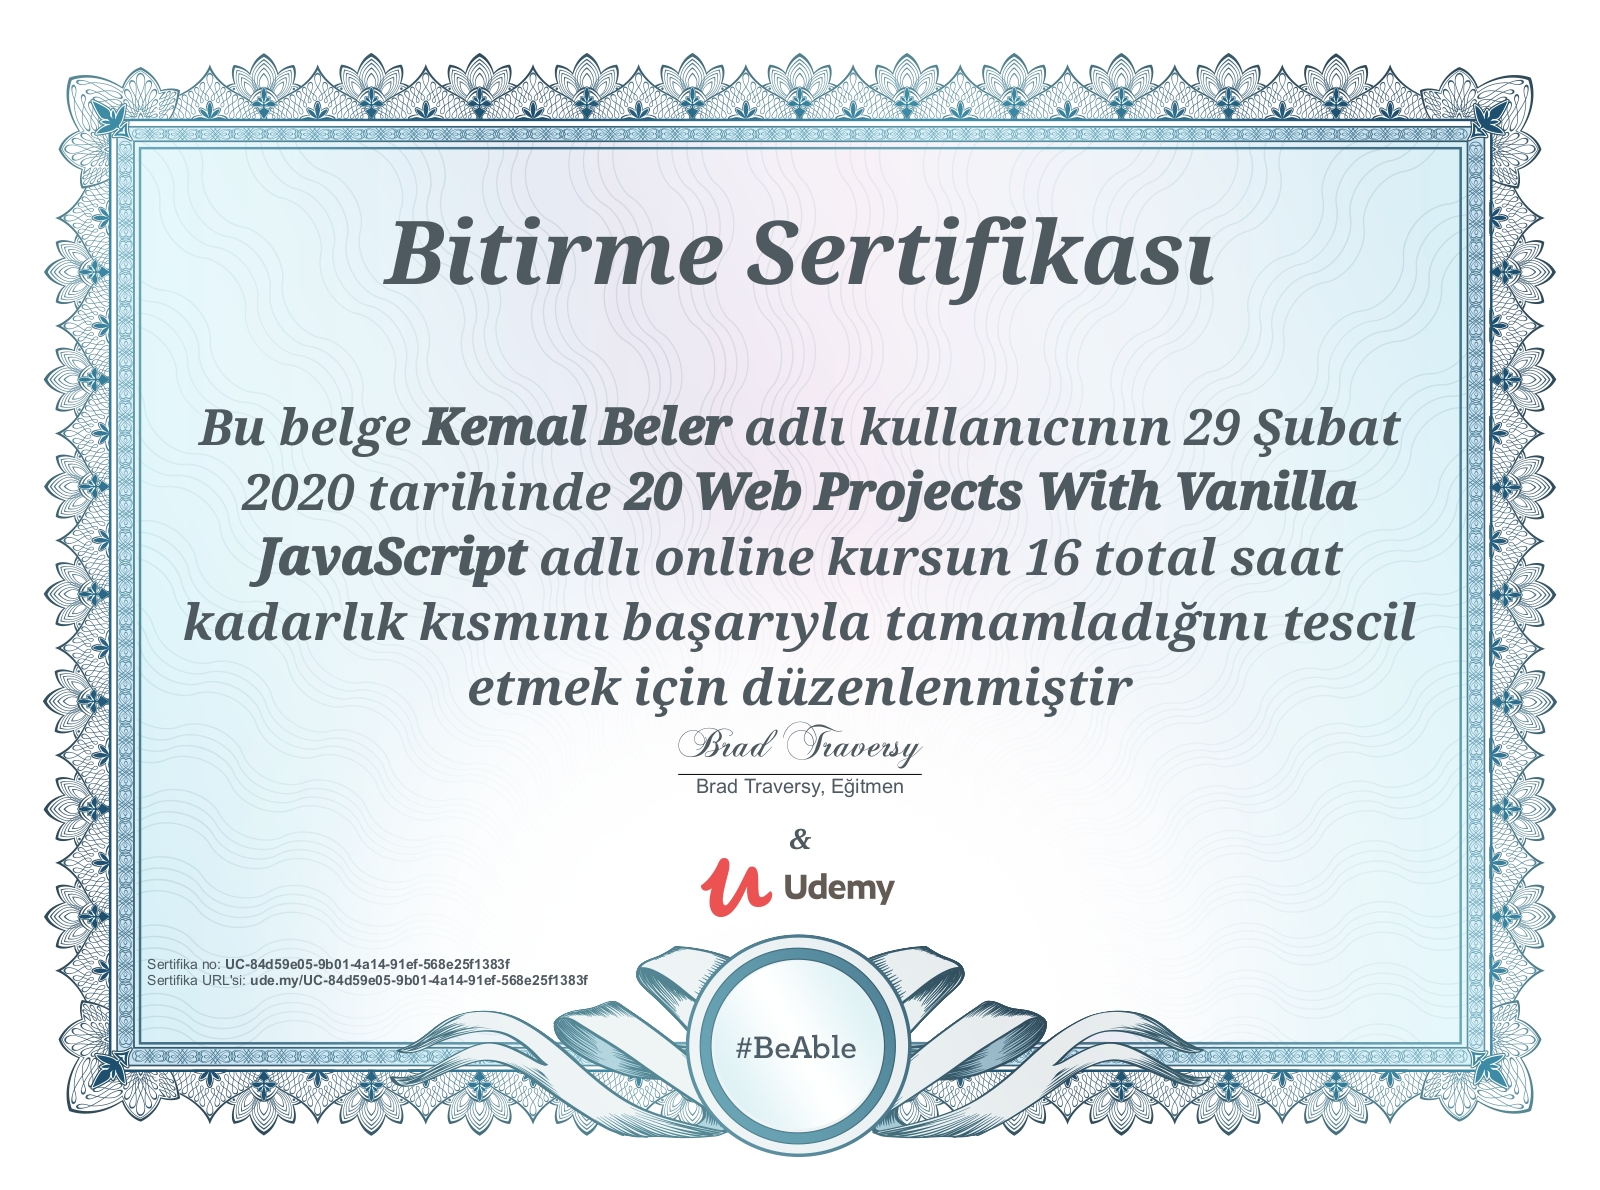 Bitirme Sertifikası
Bu belge Kemal Beler adlı kullanıcının 29 Şubat
2020 tarihinde 20 Web Projects With Vanilla
JavaScript adlı online kursun 16 total saat
kadarlık kısmını başarıyla tamamladığını tescil
etmek için düzenlenmiştir
Brad Traversy
Brad Traversy, Eğitmen
&
Udemy
Sertifika no: UC-84d59e05-9b01-4a14-91ef-568e25f1383f
Sertifika URL'si: ude.my/UC-84d59e05-9b01-4a14-91ef-568e25f1383f
#BeAble